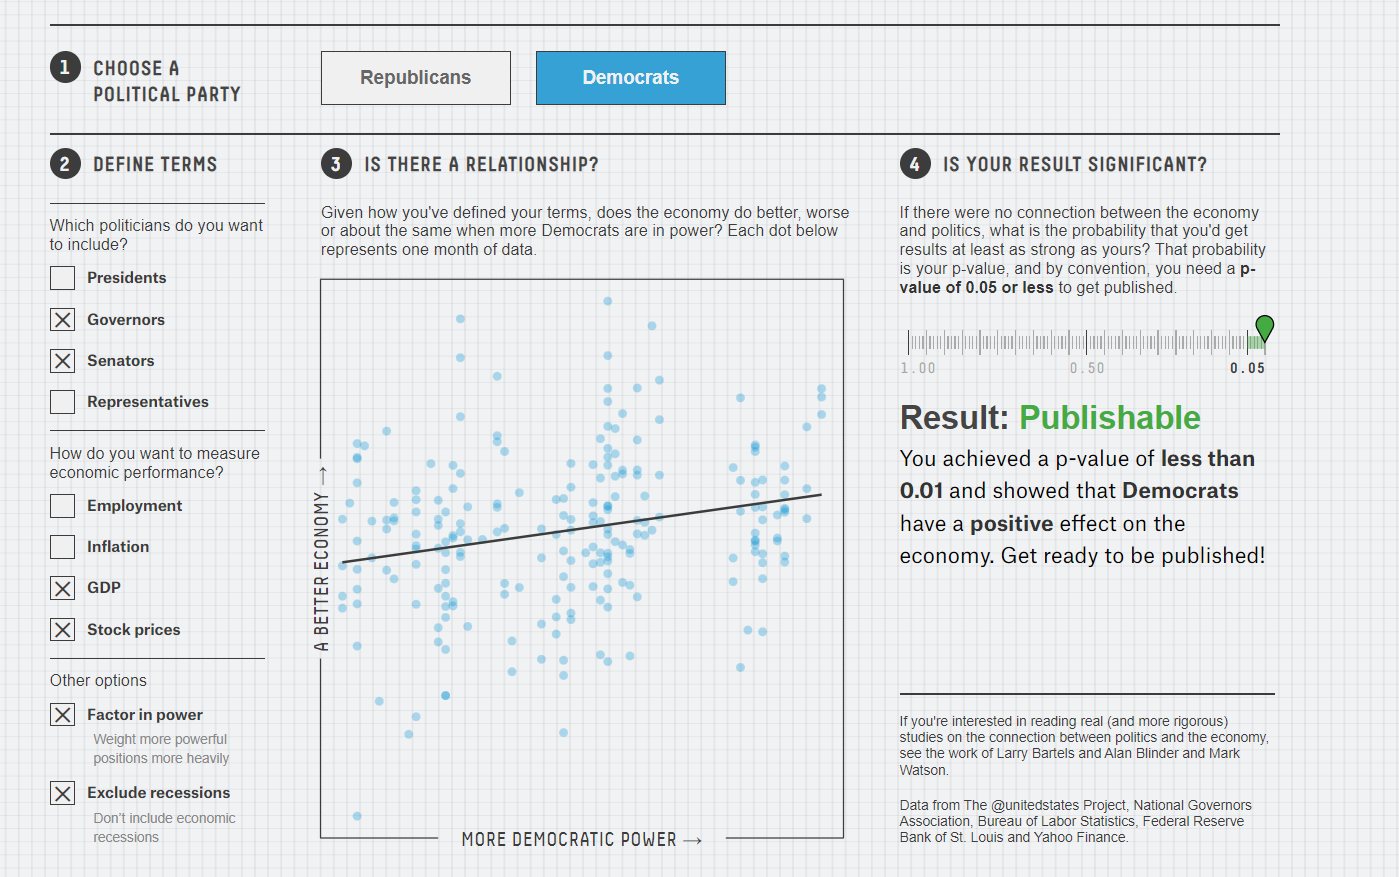 1 CHOOSE A
POLITICAL PARTY
Republicans
Democrats
2 DEFINE TERMS
Which politicians do you want
to include?
Presidents
Governors
Senators
Representatives
How do you want to measure
economic performance?
Employment
Inflation
GDP
Stock prices
Other options
Factor in power
Weight more powerful
positions more heavily
Exclude recessions
Don't include economic
recessions
3 IS THERE A RELATIONSHIP?
Given how you've defined your terms, does the economy do better, worse
or about the same when more Democrats are in power? Each dot below
represents one month of data.
A BETTER ECONOMY →
MORE DEMOCRATIC POWER →
4 IS YOUR RESULT SIGNIFICANT?
If there were no connection between the economy
and politics, what is the probability that you'd get
results at least as strong as yours? That probability
is your p-value, and by convention, you need a p-
value of 0.05 or less to get published.
1.00 0.50 0.05
Result: Publishable
You achieved a p-value of less than
0.01 and showed that Democrats
have a positive effect on the
economy. Get ready to be published!
If you're interested in reading real (and more rigorous)
studies on the connection between politics and the economy,
see the work of Larry Bartels and Alan Blinder and Mark
Watson.
Data from The @unitedstates Project, National Governors
Association, Bureau of Labor Statistics, Federal Reserve
Bank of St. Louis and Yahoo Finance.